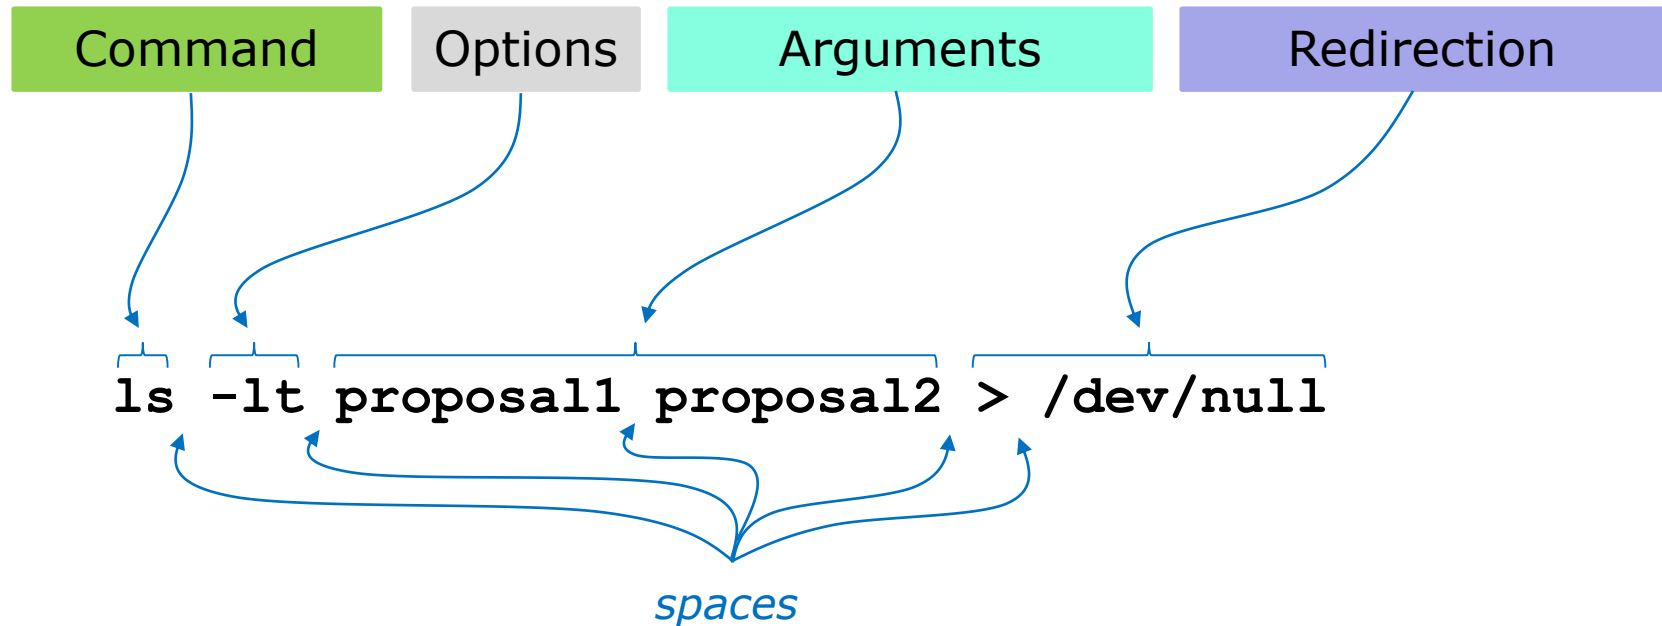 Command Options Arguments Redirection
ls -lt proposal1 proposal2 > /dev/null
spaces